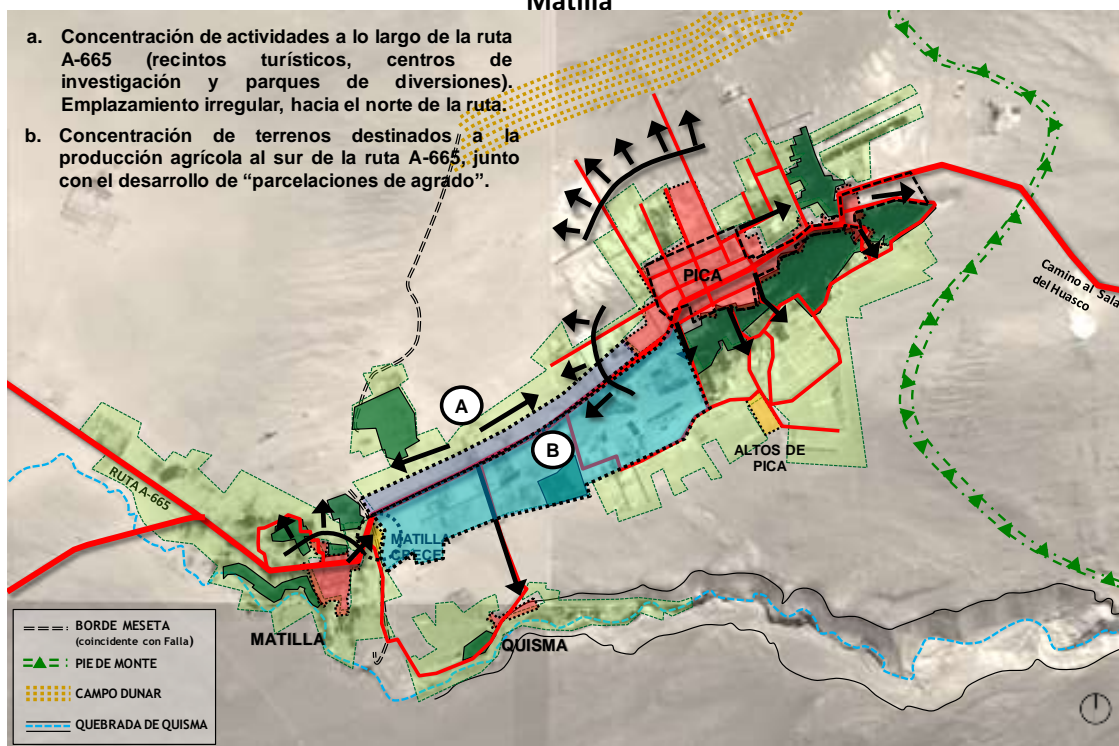 Matilla
a. Concentración de actividades a lo largo de la ruta
A-665 (recintos turísticos, centros de
investigación y parques de diversiones).
Emplazamiento irregular, hacia el norte de la ruta.
b. Concentración de terrenos destinados a la
producción agrícola al sur de la ruta A-665, junto
con el desarrollo de “parcelaciones de agrado”.
PICA
Camino al Sala
del Huasco
A
B
ALTOS DE
PICA
RUTA A-665
MATILLA
CRECE
MATILLA
QUISMA
BORDE MESETA
(coincidente con Falla)
PIE DE MONTE
CAMPO DUNAR
QUEBRADA DE QUISMA